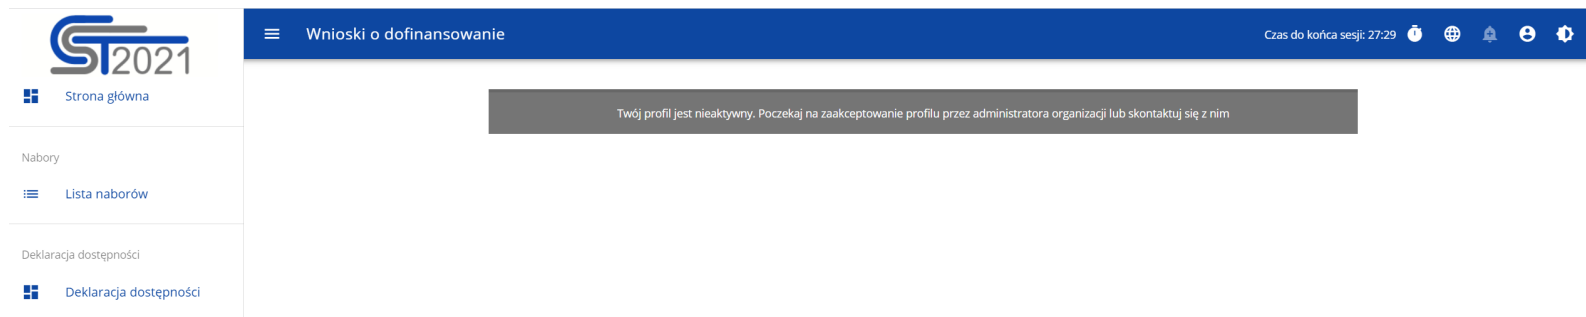 CST2021
Wnioski o dofinansowanie
Czas do końca sesji: 27:29
Strona główna
Twój profil jest nieaktywny. Poczekaj na zaakceptowanie profilu przez administratora organizacji lub skontaktuj się z nim
Nabory
Lista naborów
Deklaracja dostępności
Deklaracja dostępności